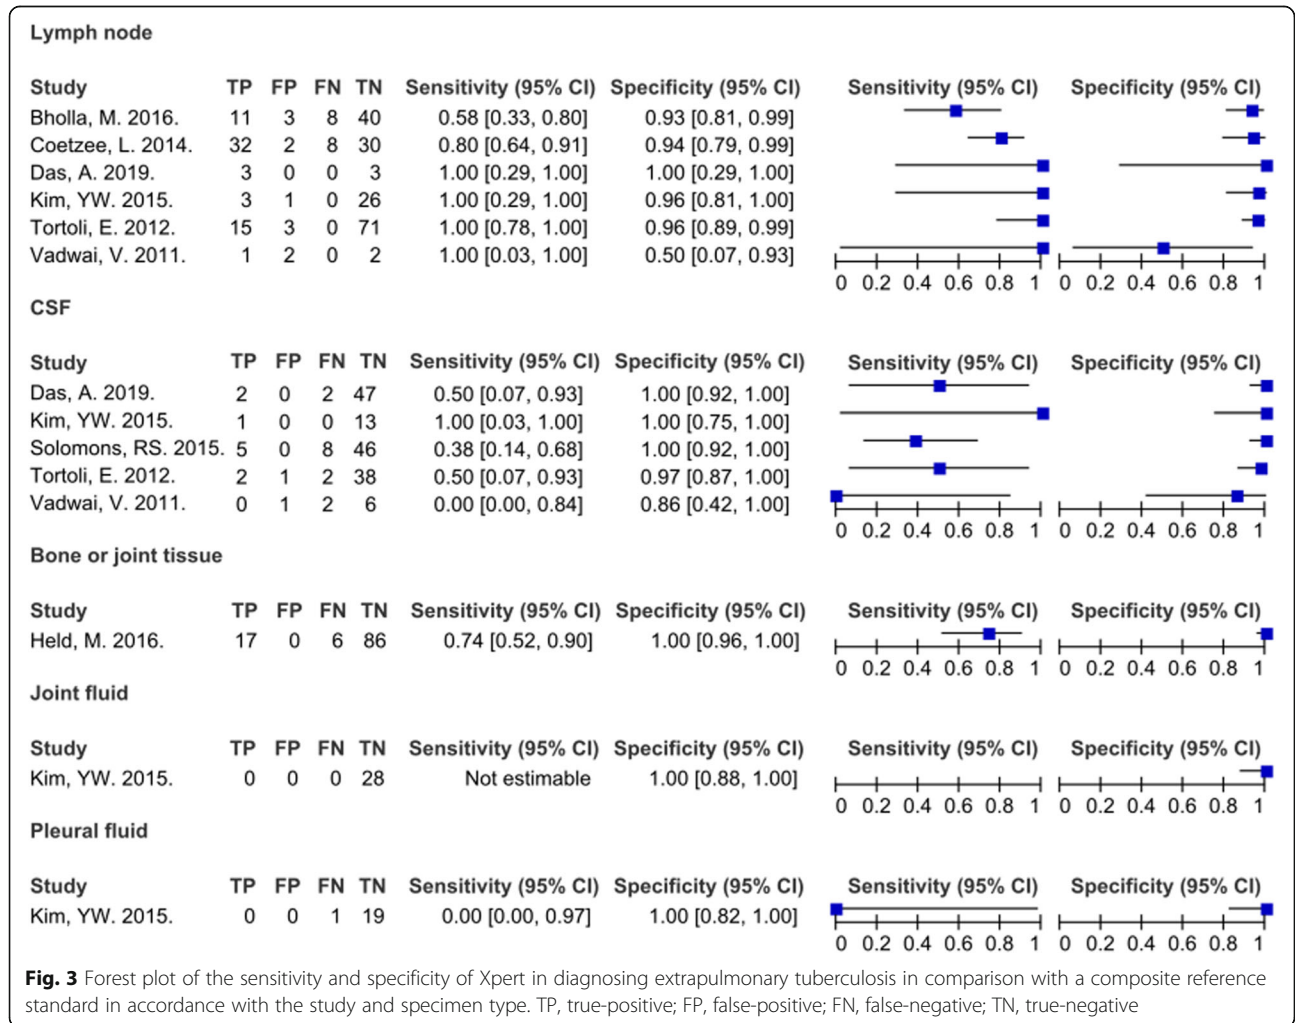 Lymph node
Study TP FP FN TN Sensitivity (95% CI) Specificity (95% CI) Sensitivity (95% CI) Specificity (95% CI)
Bholla, M. 2016. 11 3 8 40 0.58 [0.33, 0.80] 0.93 [0.81, 0.99]
Coetzee, L. 2014. 32 2 8 30 0.80 [0.64, 0.91] 0.94 [0.79, 0.99]
Das, A. 2019. 3 0 0 3 1.00 [0.29, 1.00] 1.00 [0.29, 1.00]
Kim, YW. 2015. 3 1 0 26 1.00 [0.29, 1.00] 0.96 [0.81, 1.00]
Tortoli, E. 2012. 15 3 0 71 1.00 [0.78, 1.00] 0.96 [0.89, 0.99]
Vadwai, V. 2011. 1 2 0 2 1.00 [0.03, 1.00] 0.50 [0.07, 0.93]
0 0.2 0.4 0.6 0.8 1 0 0.2 0.4 0.6 0.8 1
CSF
Study TP FP FN TN Sensitivity (95% CI) Specificity (95% CI) Sensitivity (95% CI) Specificity (95% CI)
Das, A. 2019. 2 0 2 47 0.50 [0.07, 0.93] 1.00 [0.92, 1.00]
Kim, YW. 2015. 1 0 0 13 1.00 [0.03, 1.00] 1.00 [0.75, 1.00]
Solomons, RS. 2015. 5 0 8 46 0.38 [0.14, 0.68] 1.00 [0.92, 1.00]
Tortoli, E. 2012. 2 1 2 38 0.50 [0.07, 0.93] 0.97 [0.87, 1.00]
Vadwai, V. 2011. 0 1 2 6 0.00 [0.00, 0.84] 0.86 [0.42, 1.00]
0 0.2 0.4 0.6 0.8 1 0 0.2 0.4 0.6 0.8 1
Bone or joint tissue
Study TP FP FN TN Sensitivity (95% CI) Specificity (95% CI) Sensitivity (95% CI) Specificity (95% CI)
Held, M. 2016. 17 0 6 86 0.74 [0.52, 0.90] 1.00 [0.96, 1.00]
0 0.2 0.4 0.6 0.8 1 0 0.2 0.4 0.6 0.8 1
Joint fluid
Study TP FP FN TN Sensitivity (95% CI) Specificity (95% CI) Sensitivity (95% CI) Specificity (95% CI)
Kim, YW. 2015. 0 0 0 28 Not estimable 1.00 [0.88, 1.00]
0 0.2 0.4 0.6 0.8 1 0 0.2 0.4 0.6 0.8 1
Pleural fluid
Study TP FP FN TN Sensitivity (95% CI) Specificity (95% CI) Sensitivity (95% CI) Specificity (95% CI)
Kim, YW. 2015. 0 0 1 19 0.00 [0.00, 0.97] 1.00 [0.82, 1.00]
0 0.2 0.4 0.6 0.8 1 0 0.2 0.4 0.6 0.8 1
Fig. 3 Forest plot of the sensitivity and specificity of Xpert in diagnosing extrapulmonary tuberculosis in comparison with a composite reference
standard in accordance with the study and specimen type. TP, true-positive; FP, false-positive; FN, false-negative; TN, true-negative